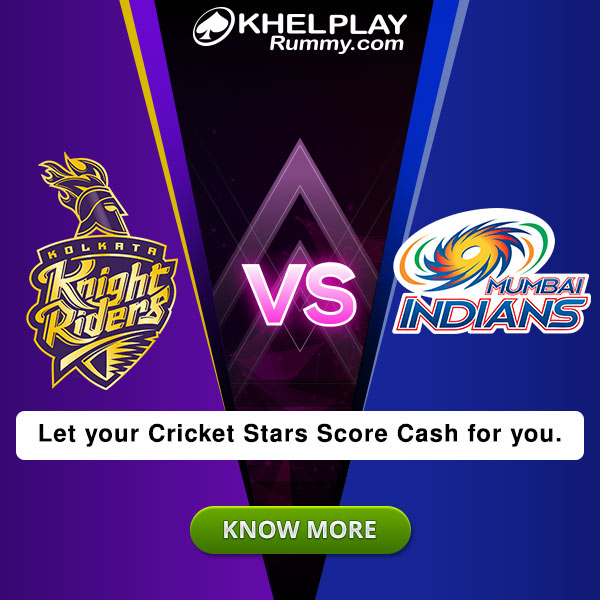 KHELPLAY
Rummy.com
KOLKATA
Knight
Riders
VS
MUMBAI
INDIANS
Let your Cricket Stars Score Cash for you.
KNOW MORE